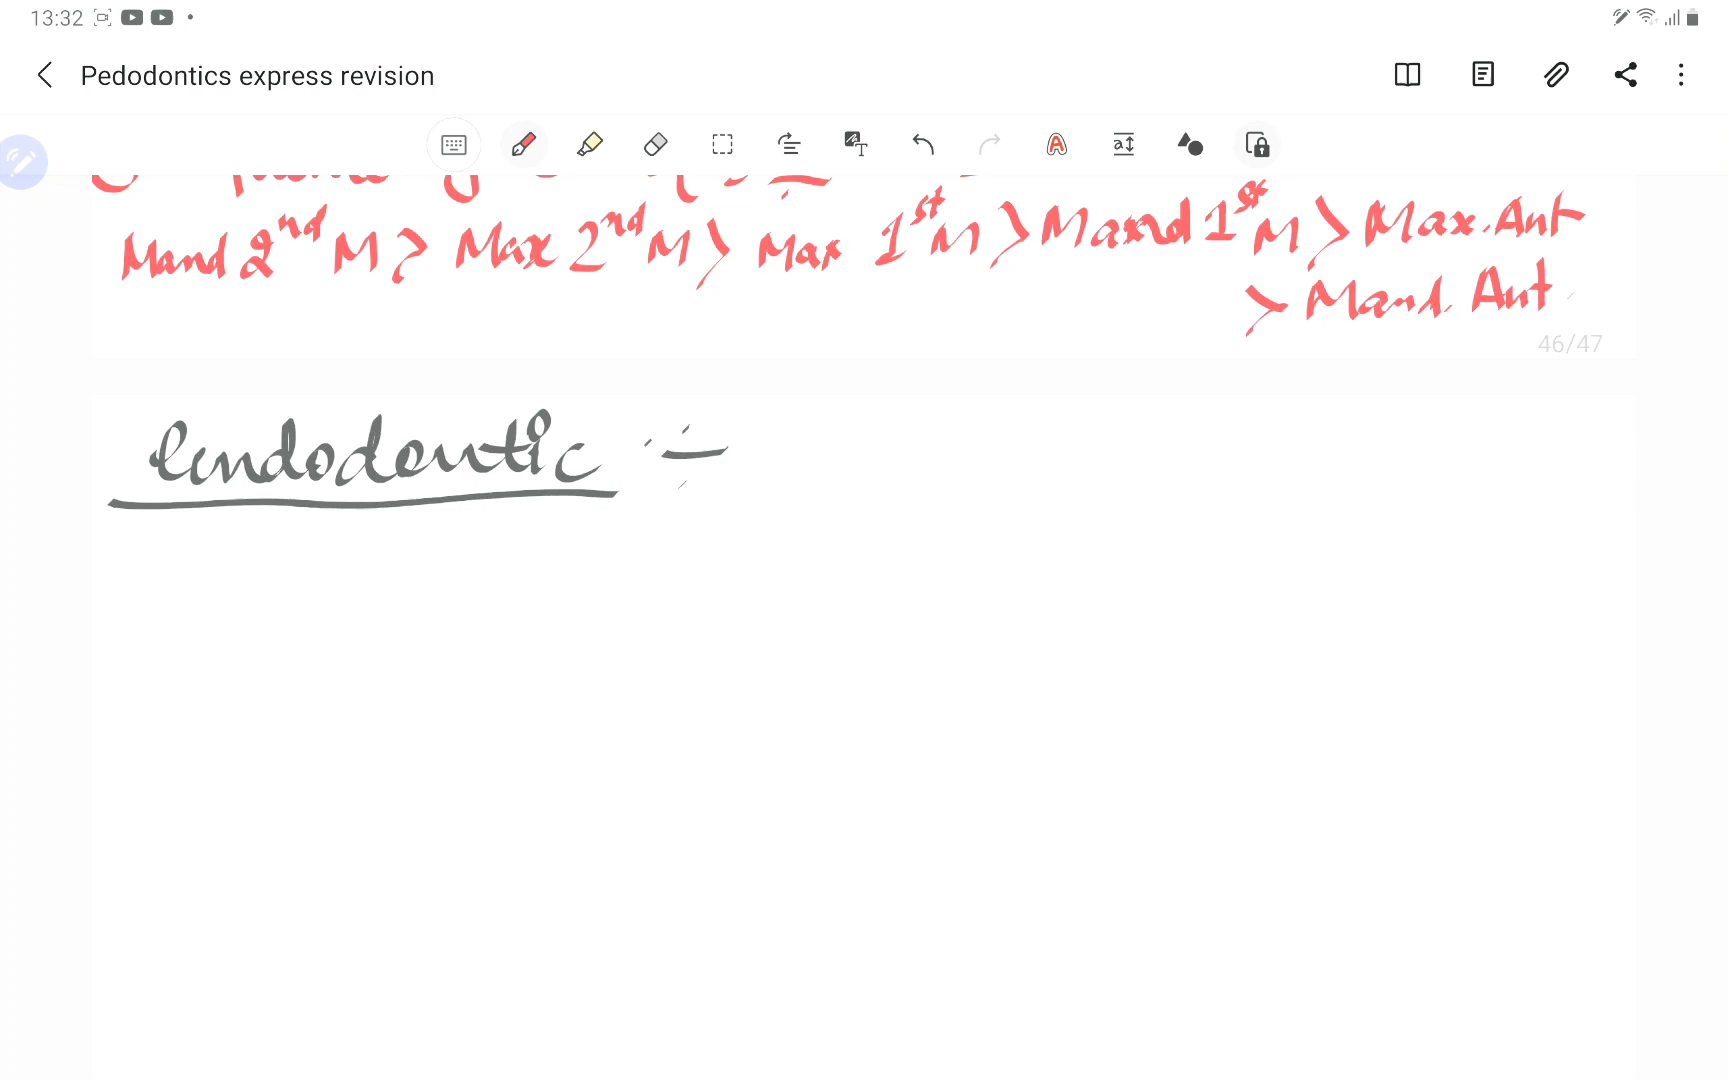 13:32
Pedodontics express revision
Mand 2nd M > Max 2nd M > Max 1st M > Mand 1st M > Max. Ant
> Mand. Ant
46/47
endodontic :-